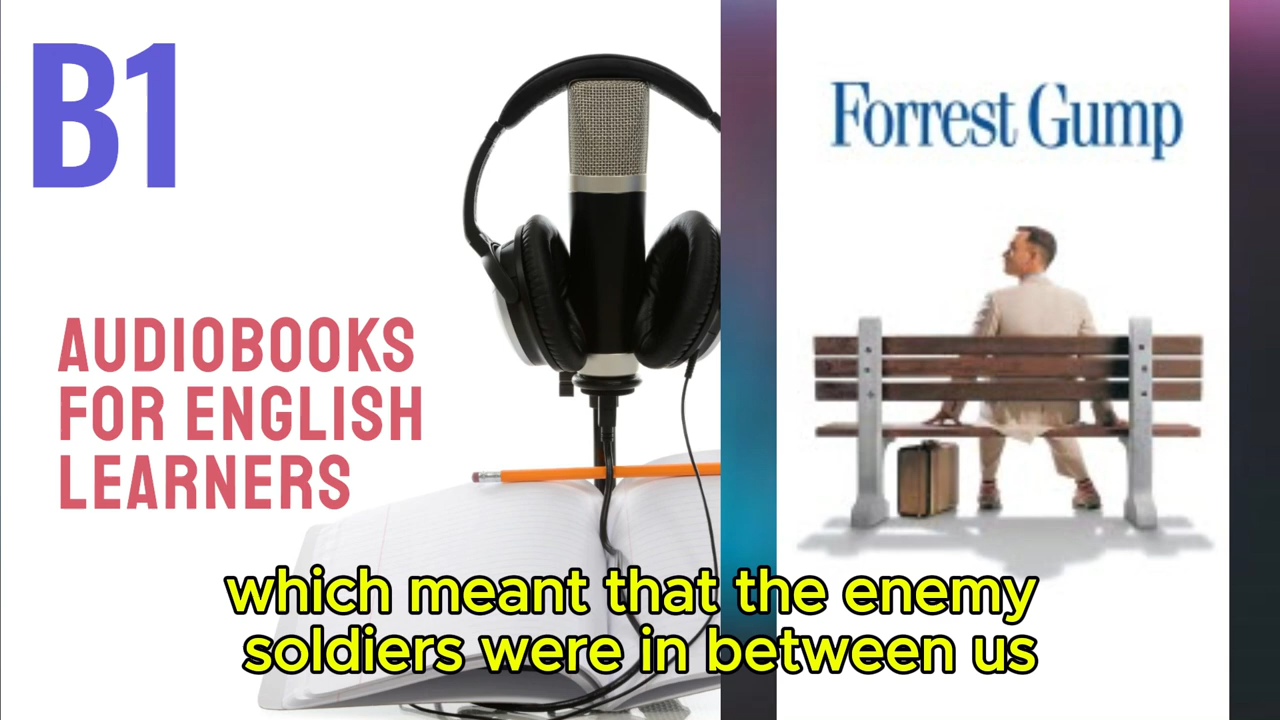 B1
AUDIOBOOKS
FOR ENGLISH
LEARNERS
Forrest Gump
which meant that the enemy
soldiers were in between us